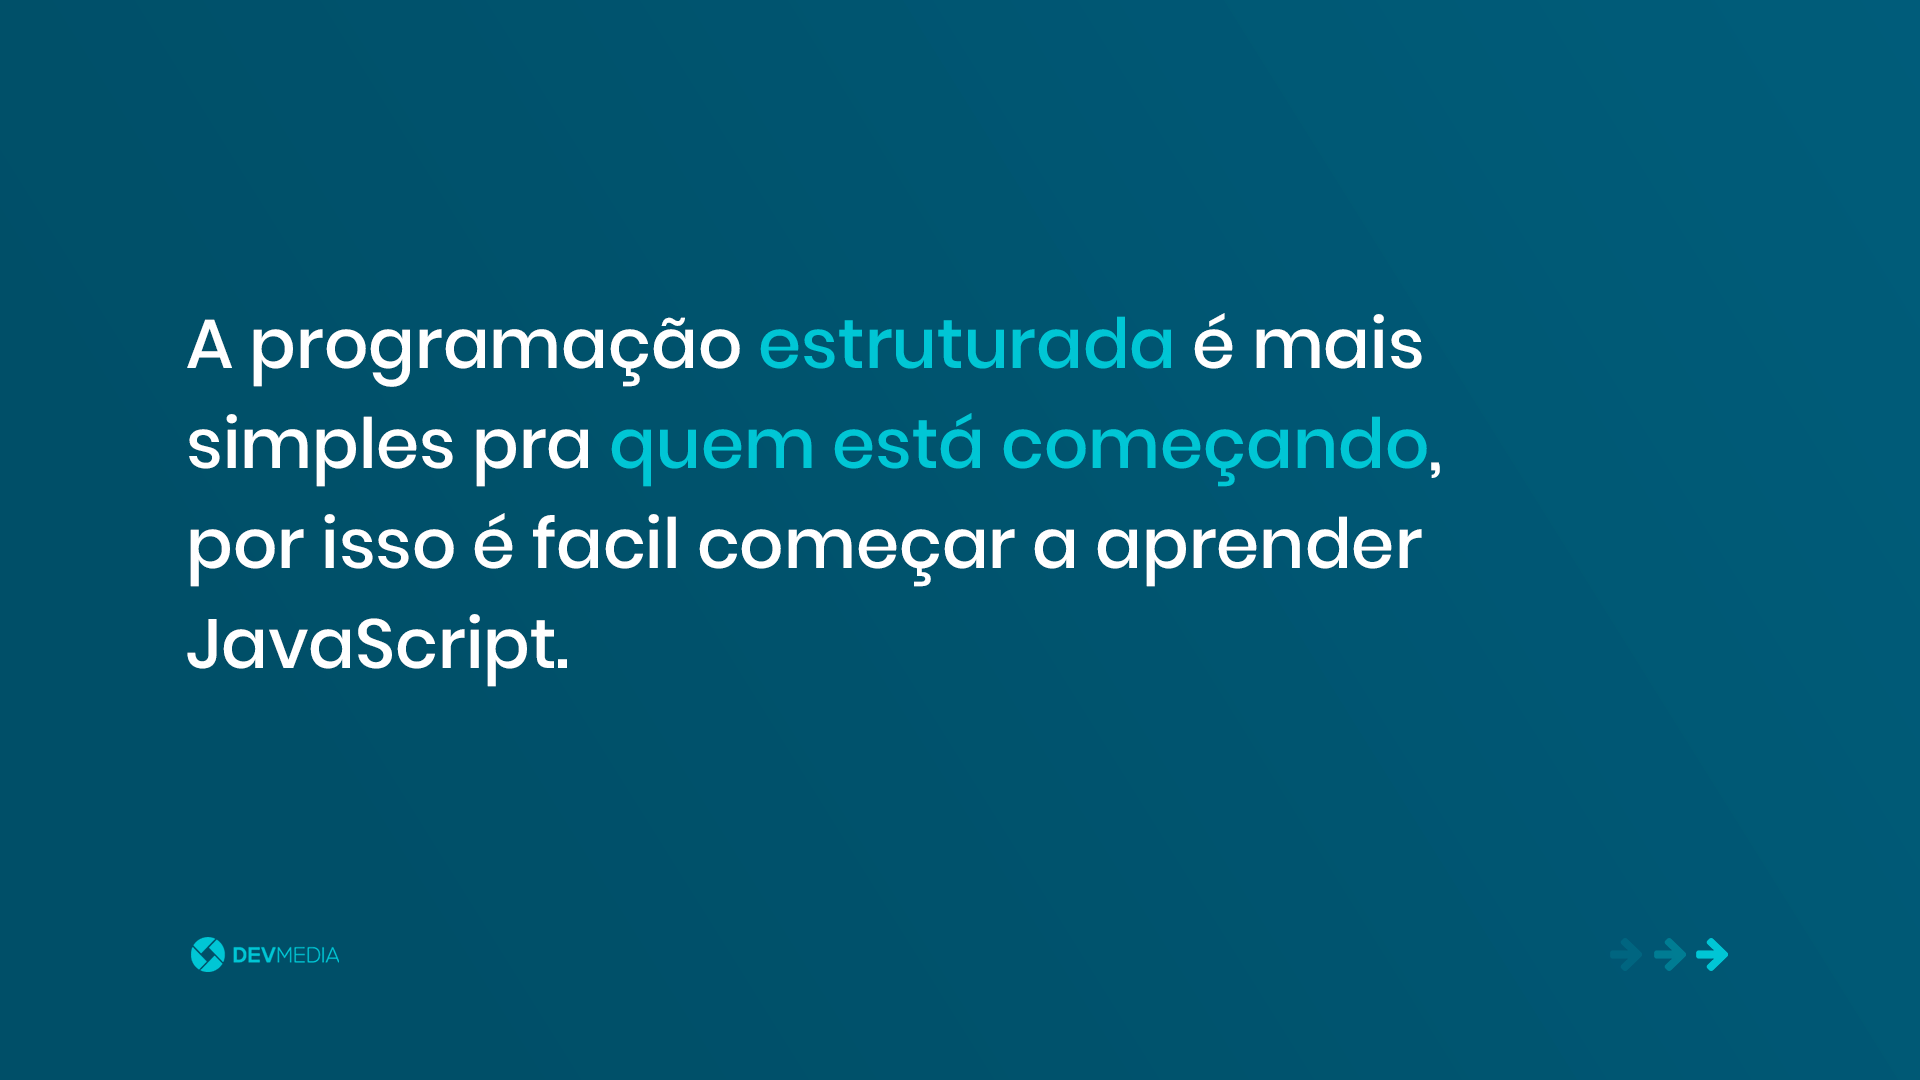 A programação estruturada é mais
simples pra quem está começando,
por isso é facil começar a aprender
JavaScript.
DEVMEDIA